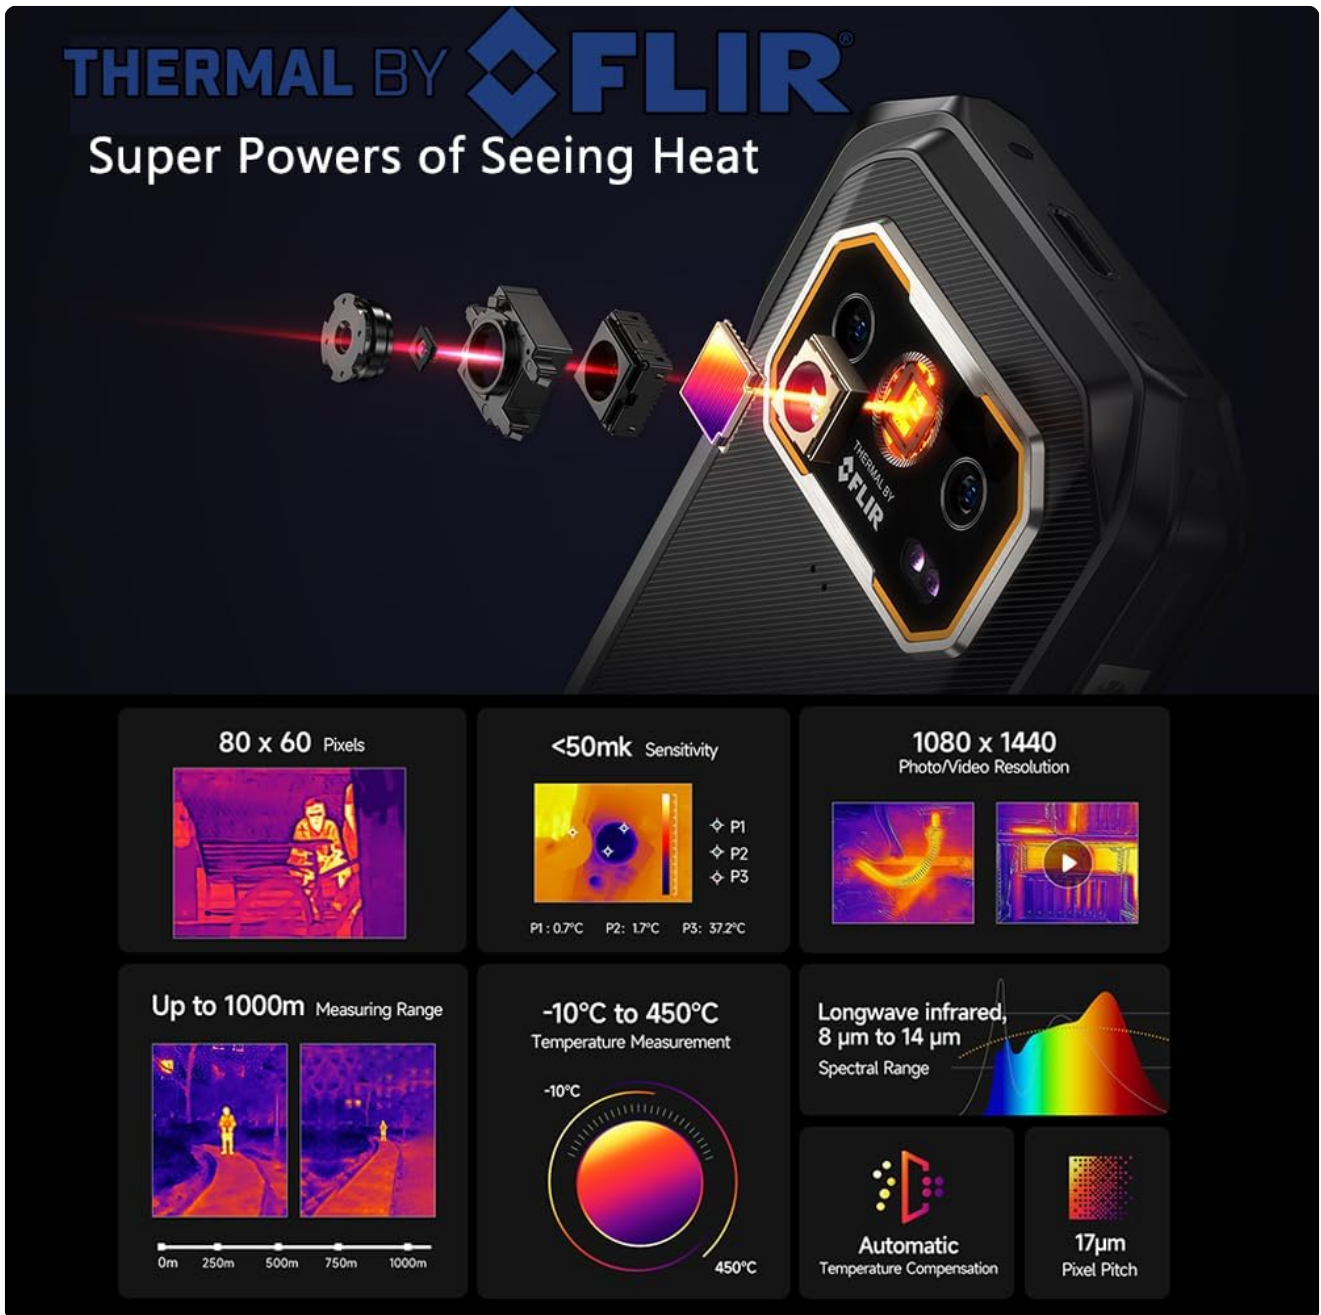 THERMAL BY FLIR®
Super Powers of Seeing Heat
THERMAL BY
FLIR
80 x 60 Pixels
<50mk Sensitivity
P1
P2
P3
P1 : 0.7°C P2: 1.7°C P3: 37.2°C
1080 x 1440
Photo/Video Resolution
Up to 1000m Measuring Range
0m 250m 500m 750m 1000m
-10°C to 450°C
Temperature Measurement
-10°C
450°C
Longwave infrared,
8 µm to 14 µm
Spectral Range
Automatic
Temperature Compensation
17µm
Pixel Pitch